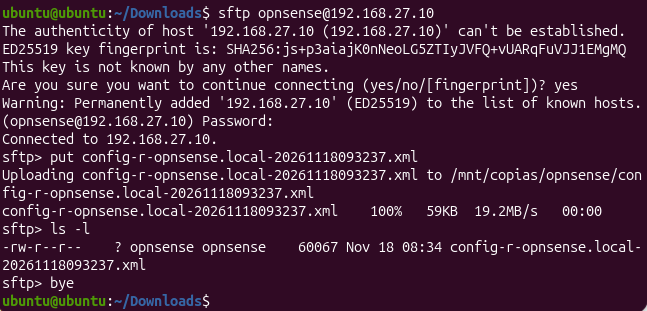 ubuntu@ubuntu:~/Downloads$ sftp opnsense@192.168.27.10
The authenticity of host '192.168.27.10 (192.168.27.10)' can't be established.
ED25519 key fingerprint is: SHA256:js+p3aiajK0nNeoLG5ZTIyJVFQ+vUARqFuVJJ1EMgMQ
This key is not known by any other names.
Are you sure you want to continue connecting (yes/no/[fingerprint])? yes
Warning: Permanently added '192.168.27.10' (ED25519) to the list of known hosts.
(opnsense@192.168.27.10) Password:
Connected to 192.168.27.10.
sftp> put config-r-opnsense.local-20261118093237.xml
Uploading config-r-opnsense.local-20261118093237.xml to /mnt/copias/opnsense/con
fig-r-opnsense.local-20261118093237.xml
config-r-opnsense.local-20261118093237.xml    100%   59KB  19.2MB/s   00:00
sftp> ls -l
-rw-r--r--    ? opnsense opnsense    60067 Nov 18 08:34 config-r-opnsense.local-
20261118093237.xml
sftp> bye
ubuntu@ubuntu:~/Downloads$